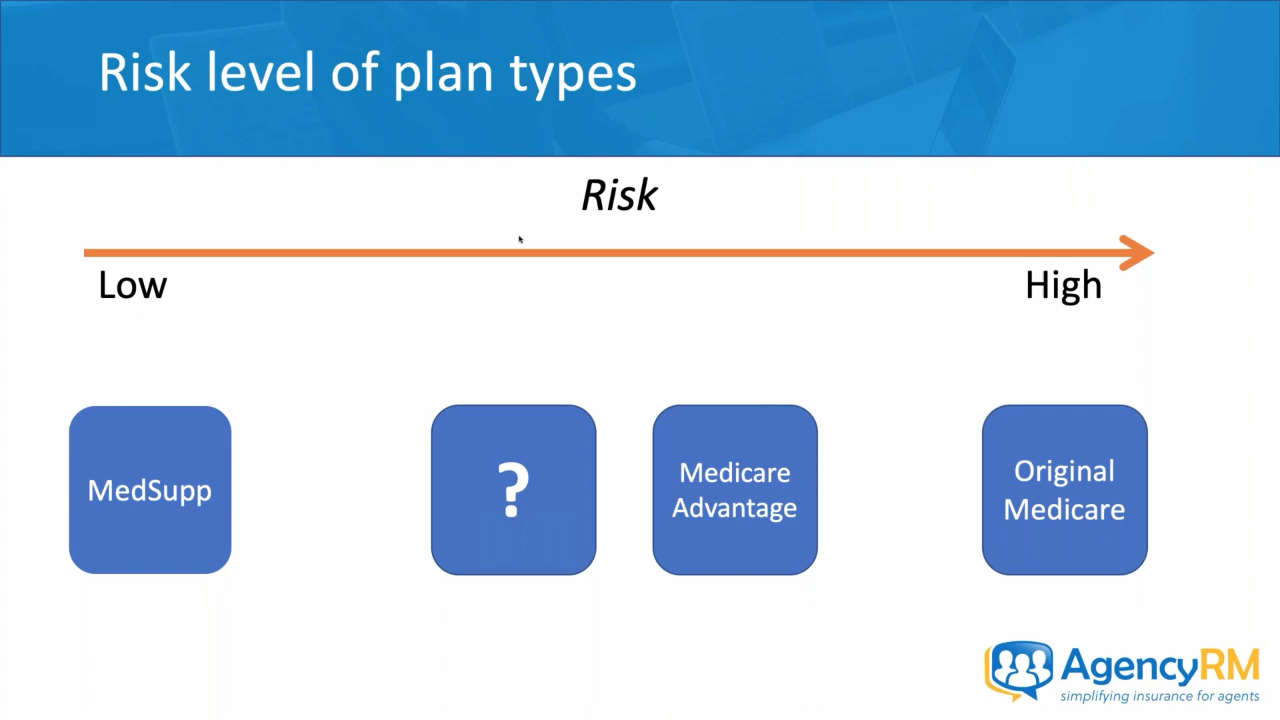 Risk level of plan types
Risk
Low
High
MedSupp
?
Medicare
Advantage
Original
Medicare
AgencyRM
simplifying insurance for agents